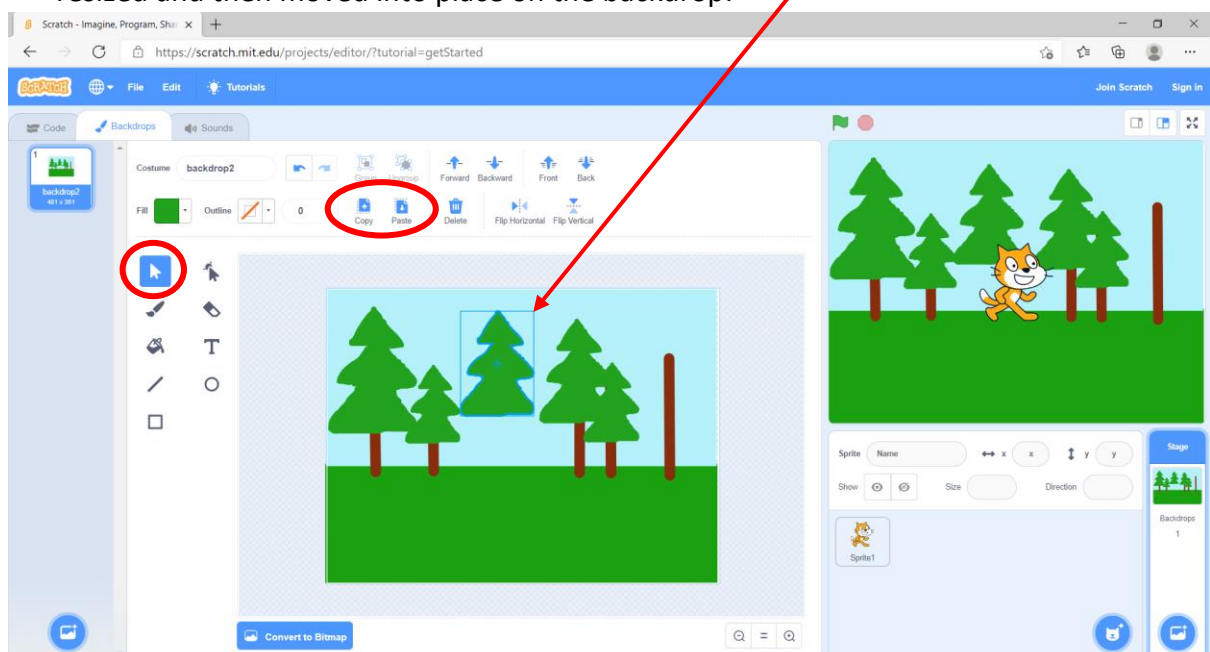 resized and then moved into place on the backdrop.
Scratch - Imagine, Program, Shar
https://scratch.mit.edu/projects/editor/?tutorial=getStarted
SCRATCH File Edit Tutorials Join Scratch Sign in
Code Backdrops Sounds
1
backdrop2
Costume backdrop2 Group Ungroup Forward Backward Front Back
Fill Outline 0 Copy Paste Delete Flip Horizontal Flip Vertical
T
Sprite Name x x y y
Show Size Direction
Stage
Backdrops
1
Sprite1
Convert to Bitmap